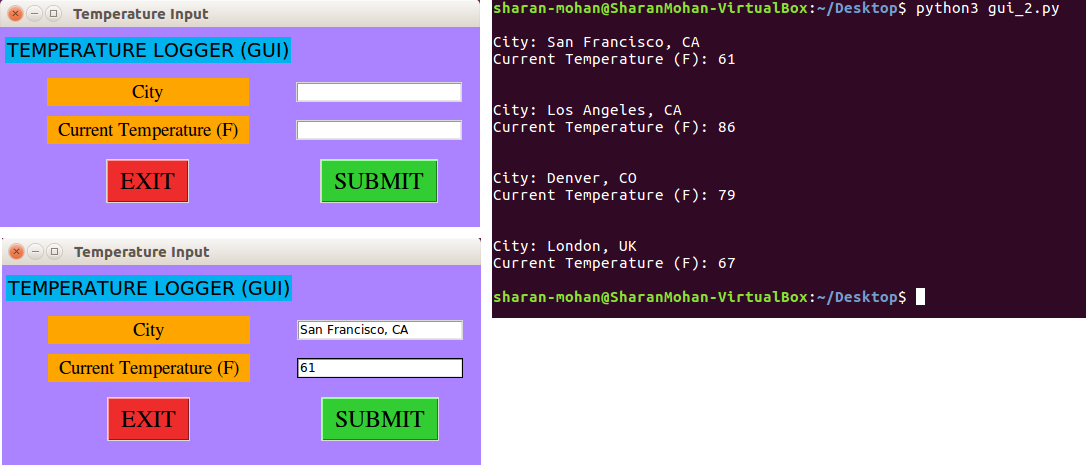 Temperature Input
TEMPERATURE LOGGER (GUI)
City
Current Temperature (F)
EXIT SUBMIT
Temperature Input
TEMPERATURE LOGGER (GUI)
City San Francisco, CA
Current Temperature (F) 61
EXIT SUBMIT
sharan-mohan@SharanMohan-VirtualBox:~/Desktop$ python3 gui_2.py
City: San Francisco, CA
Current Temperature (F): 61
City: Los Angeles, CA
Current Temperature (F): 86
City: Denver, CO
Current Temperature (F): 79
City: London, UK
Current Temperature (F): 67
sharan-mohan@SharanMohan-VirtualBox:~/Desktop$